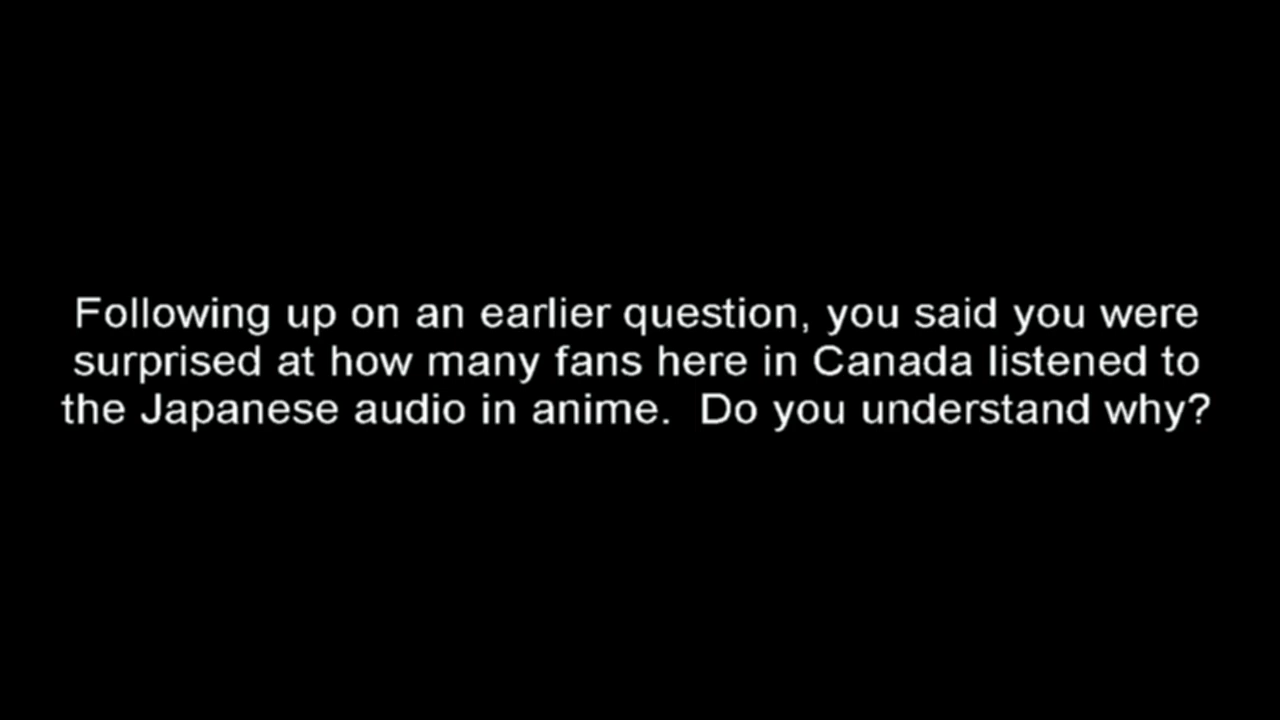 Following up on an earlier question, you said you were
surprised at how many fans here in Canada listened to
the Japanese audio in anime.  Do you understand why?